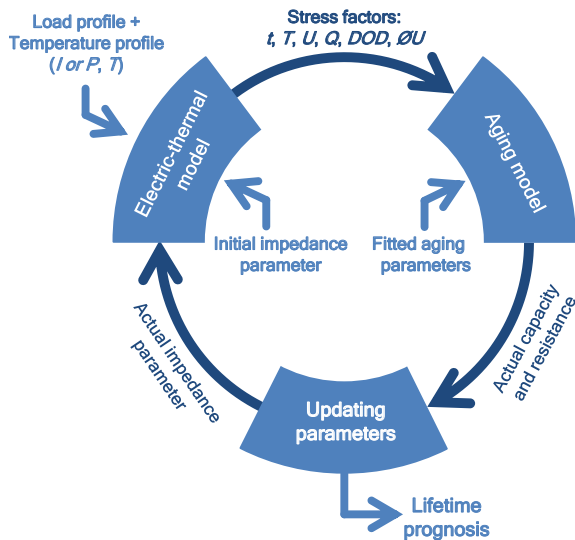 Load profile +
Temperature profile
(I or P, T)
Stress factors:
t, T, U, Q, DOD, ØU
Electric-thermal
model
Aging model
Initial impedance
parameter
Fitted aging
parameters
Actual impedance
parameter
Actual capacity
and resistance
Updating
parameters
Lifetime
prognosis